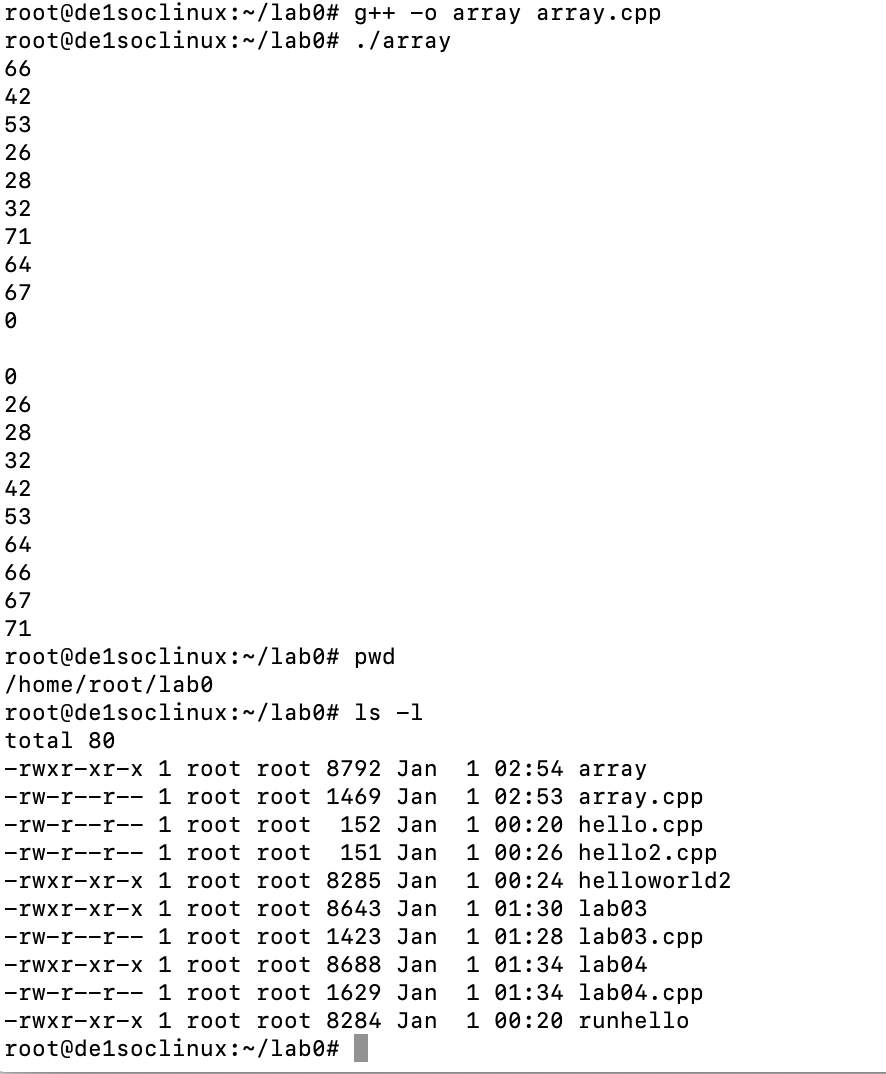 root@de1soclinux:~/lab0# g++ -o array array.cpp
root@de1soclinux:~/lab0# ./array
66
42
53
26
28
32
71
64
67
0

0
26
28
32
42
53
64
66
67
71
root@de1soclinux:~/lab0# pwd
/home/root/lab0
root@de1soclinux:~/lab0# ls -l
total 80
-rwxr-xr-x 1 root root 8792 Jan  1 02:54 array
-rw-r--r-- 1 root root 1469 Jan  1 02:53 array.cpp
-rw-r--r-- 1 root root  152 Jan  1 00:20 hello.cpp
-rw-r--r-- 1 root root  151 Jan  1 00:26 hello2.cpp
-rwxr-xr-x 1 root root 8285 Jan  1 00:24 helloworld2
-rwxr-xr-x 1 root root 8643 Jan  1 01:30 lab03
-rw-r--r-- 1 root root 1423 Jan  1 01:28 lab03.cpp
-rwxr-xr-x 1 root root 8688 Jan  1 01:34 lab04
-rw-r--r-- 1 root root 1629 Jan  1 01:34 lab04.cpp
-rwxr-xr-x 1 root root 8284 Jan  1 00:20 runhello
root@de1soclinux:~/lab0#